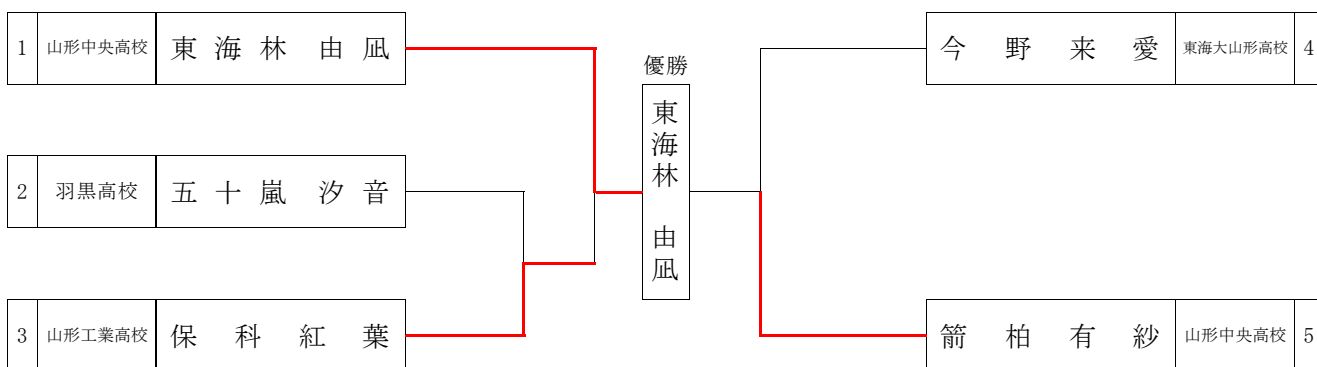 1 山形中央高校 東海林 由凪
今野 来愛 東海大山形高校 4
優勝
東海林 由凪
2 羽黒高校 五十嵐 汐音
3 山形工業高校 保科 紅葉
箭柏 有紗 山形中央高校 5